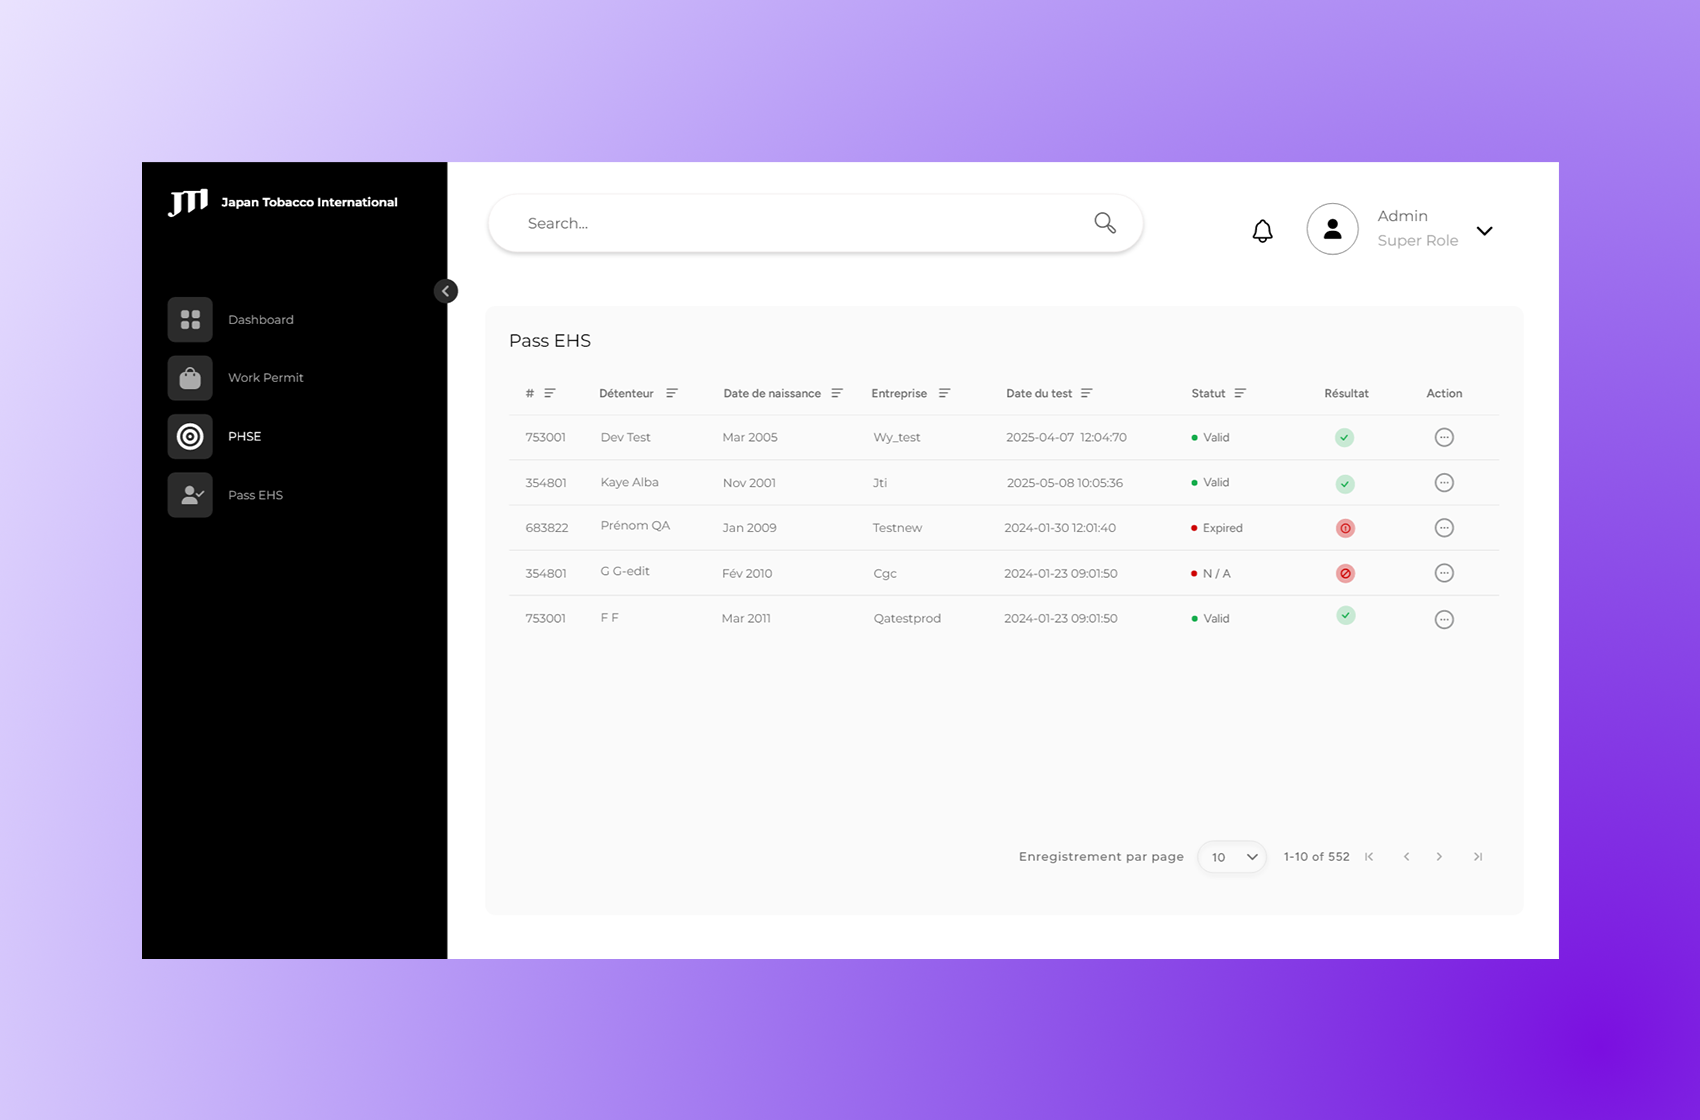 JTI Japan Tobacco International
Search...
Admin
Super Role
Dashboard
Work Permit
PHSE
Pass EHS
Pass EHS
# Détenteur Date de naissance Entreprise Date du test Statut Résultat Action
753001 Dev Test Mar 2005 Wy_test 2025-04-07 12:04:70 Valid
354801 Kaye Alba Nov 2001 Jti 2025-05-08 10:05:36 Valid
683822 Prénom QA Jan 2009 Testnew 2024-01-30 12:01:40 Expired
354801 G G-edit Fév 2010 Cgc 2024-01-23 09:01:50 N / A
753001 F F Mar 2011 Qatestprod 2024-01-23 09:01:50 Valid
Enregistrement par page 10 1-10 of 552